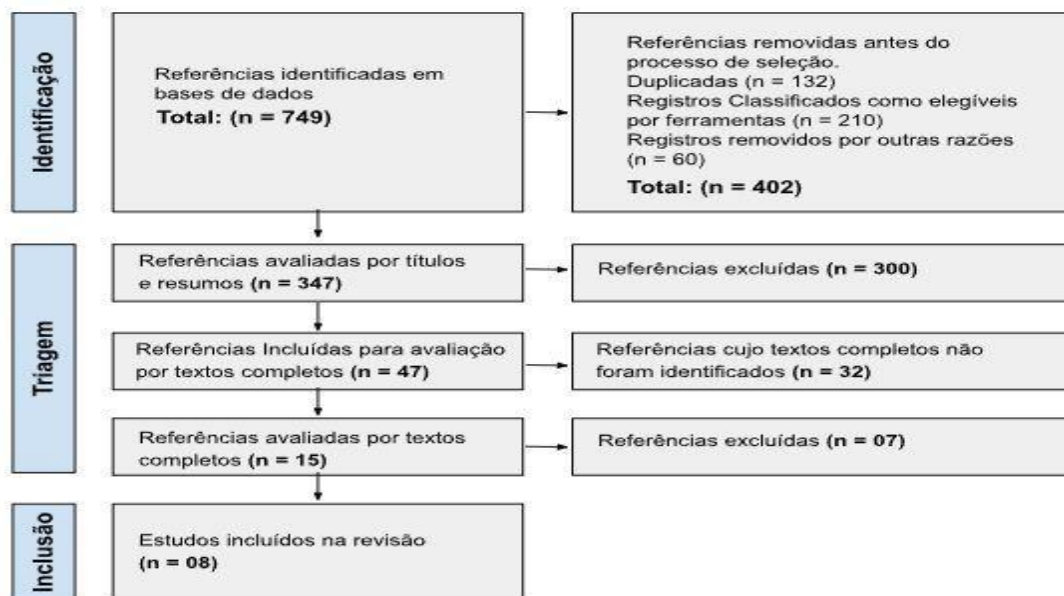 Identificação
Referências identificadas em
bases de dados
Total: (n = 749)
Referências removidas antes do
processo de seleção.
Duplicadas (n = 132)
Registros Classificados como elegíveis
por ferramentas (n = 210)
Registros removidos por outras razões
(n = 60)
Total: (n = 402)
Triagem
Referências avaliadas por títulos
e resumos (n = 347)
Referências excluídas (n = 300)
Referências Incluídas para avaliação
por textos completos (n = 47)
Referências cujo textos completos não
foram identificados (n = 32)
Referências avaliadas por textos
completos (n = 15)
Referências excluídas (n = 07)
Inclusão
Estudos incluídos na revisão
(n = 08)